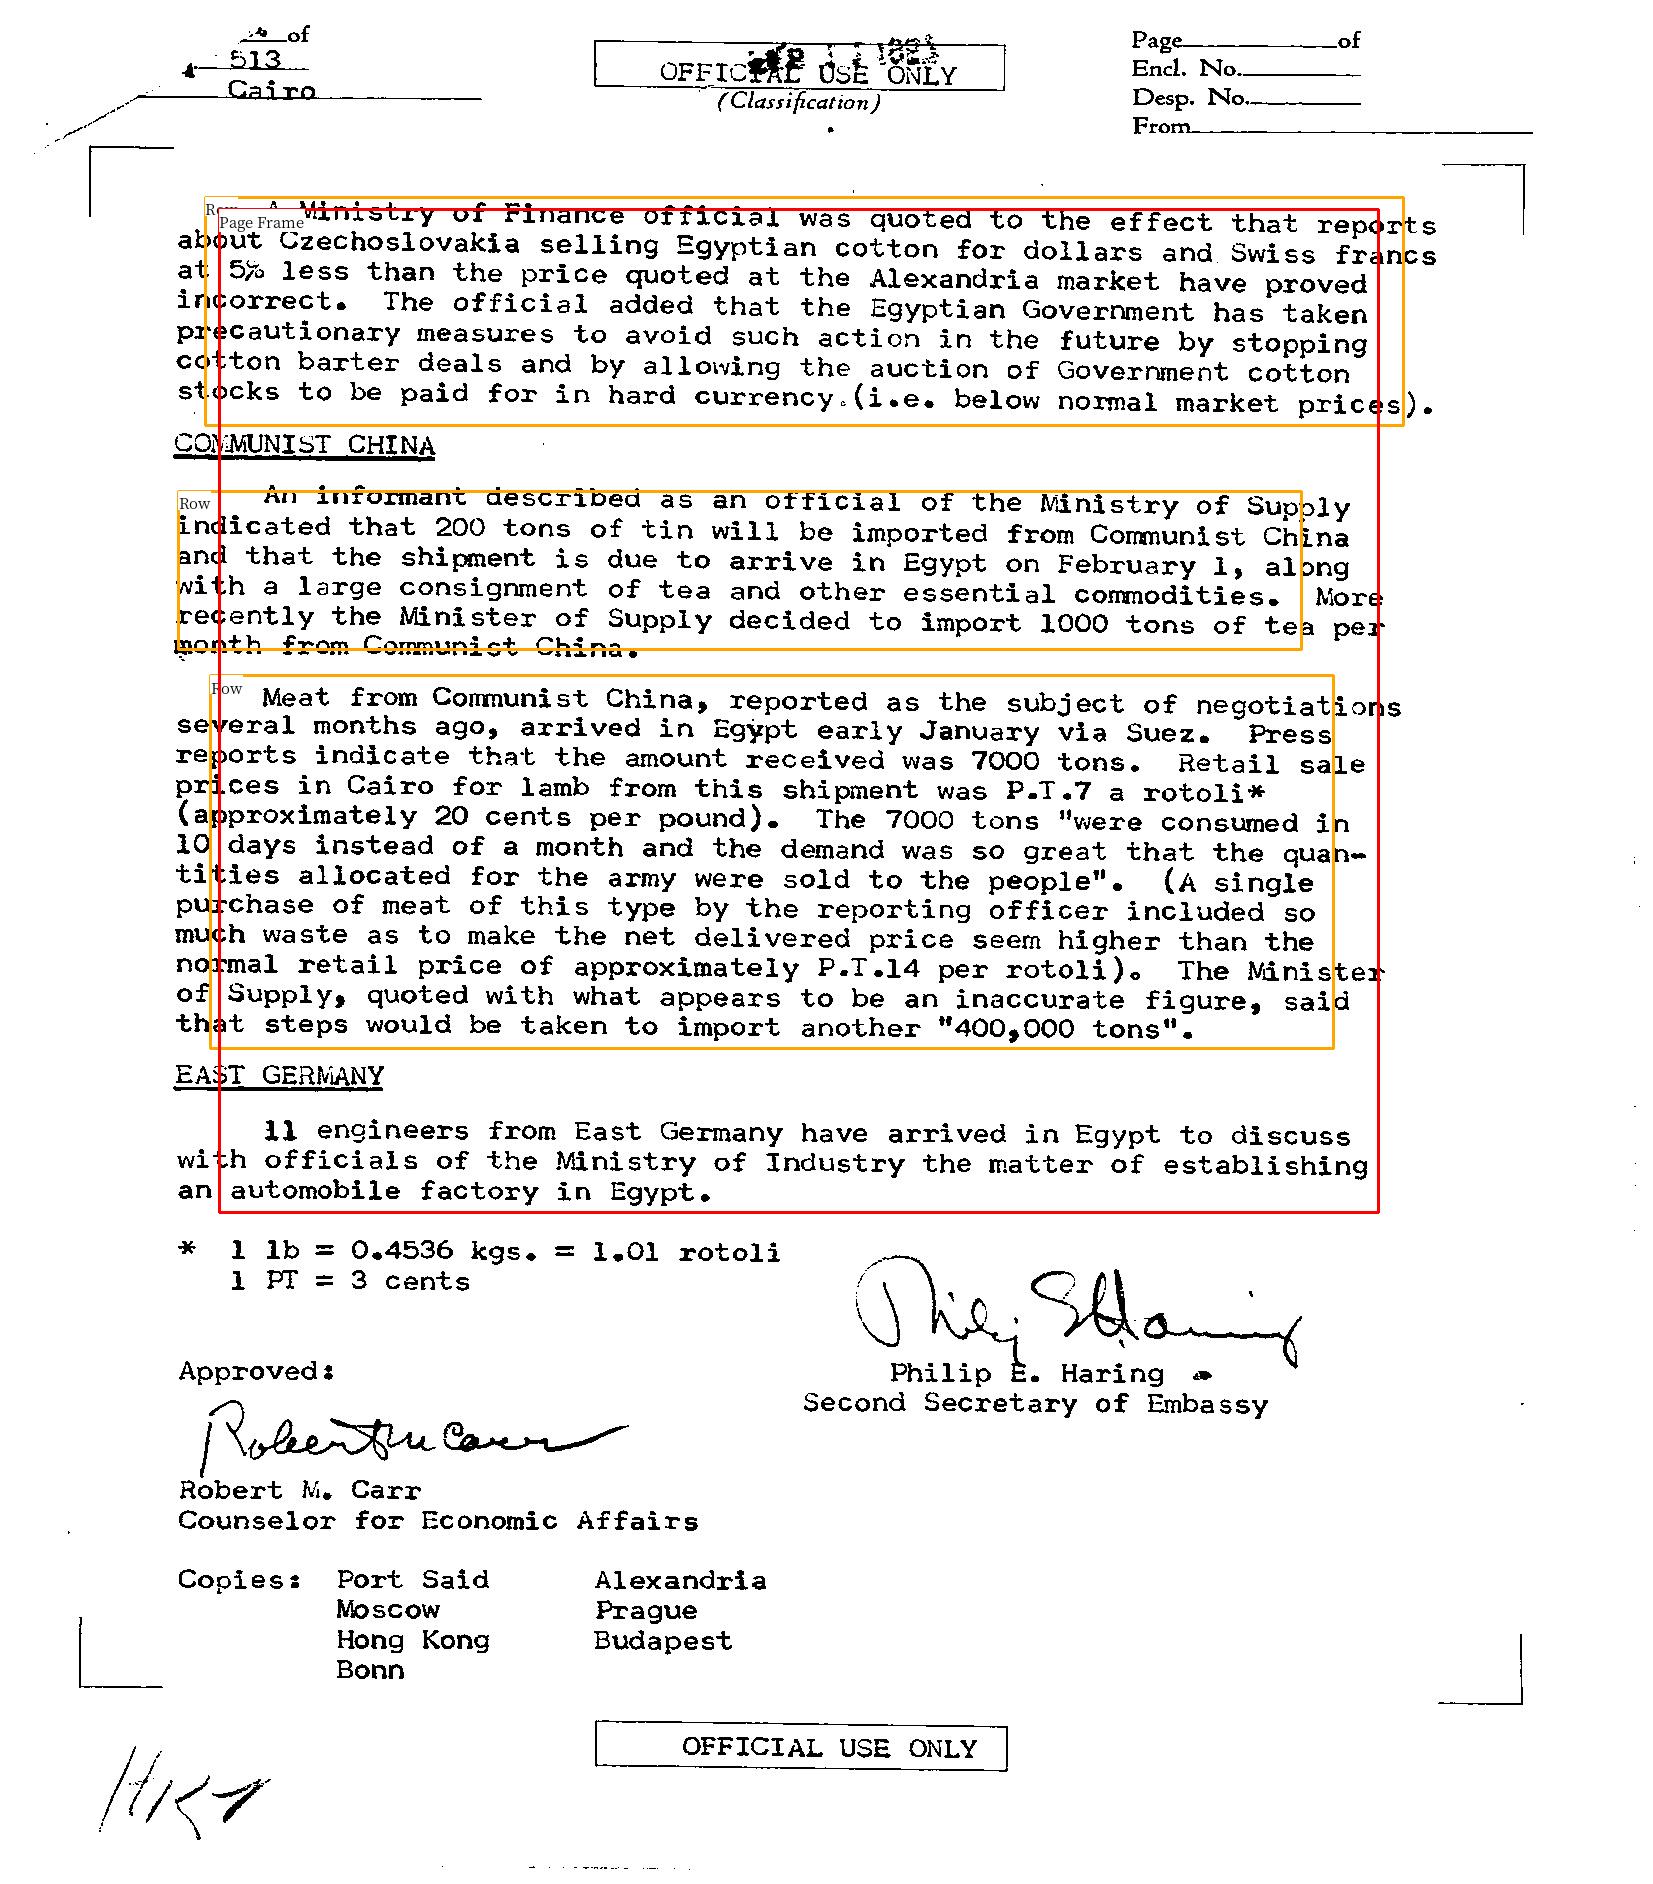 of
513
Cairo
OFFICIAL USE ONLY
(Classification)
Page of
Encl. No.
Desp. No.
From
Row
Page Frame
A Ministry of Finance official was quoted to the effect that reports
about Czechoslovakia selling Egyptian cotton for dollars and Swiss francs
at 5% less than the price quoted at the Alexandria market have proved
incorrect. The official added that the Egyptian Government has taken
precautionary measures to avoid such action in the future by stopping
cotton barter deals and by allowing the auction of Government cotton
stocks to be paid for in hard currency.(i.e. below normal market prices).
COMMUNIST CHINA
Row
An informant described as an official of the Ministry of Supply
indicated that 200 tons of tin will be imported from Communist China
and that the shipment is due to arrive in Egypt on February 1, along
with a large consignment of tea and other essential commodities. More
recently the Minister of Supply decided to import 1000 tons of tea per
month from Communist China.
Row
Meat from Communist China, reported as the subject of negotiations
several months ago, arrived in Egypt early January via Suez. Press
reports indicate that the amount received was 7000 tons. Retail sale
prices in Cairo for lamb from this shipment was P.T.7 a rotoli*
(approximately 20 cents per pound). The 7000 tons "were consumed in
10 days instead of a month and the demand was so great that the quan-
tities allocated for the army were sold to the people". (A single
purchase of meat of this type by the reporting officer included so
much waste as to make the net delivered price seem higher than the
normal retail price of approximately P.T.14 per rotoli). The Minister
of Supply, quoted with what appears to be an inaccurate figure, said
that steps would be taken to import another "400,000 tons".
EAST GERMANY
11 engineers from East Germany have arrived in Egypt to discuss
with officials of the Ministry of Industry the matter of establishing
an automobile factory in Egypt.
* 1 lb = 0.4536 kgs. = 1.01 rotoli
1 PT = 3 cents
Philip E. Haring
Philip E. Haring
Second Secretary of Embassy
Approved:
Robert M Carr
Robert M. Carr
Counselor for Economic Affairs
Copies: Port Said Alexandria
Moscow Prague
Hong Kong Budapest
Bonn
OFFICIAL USE ONLY